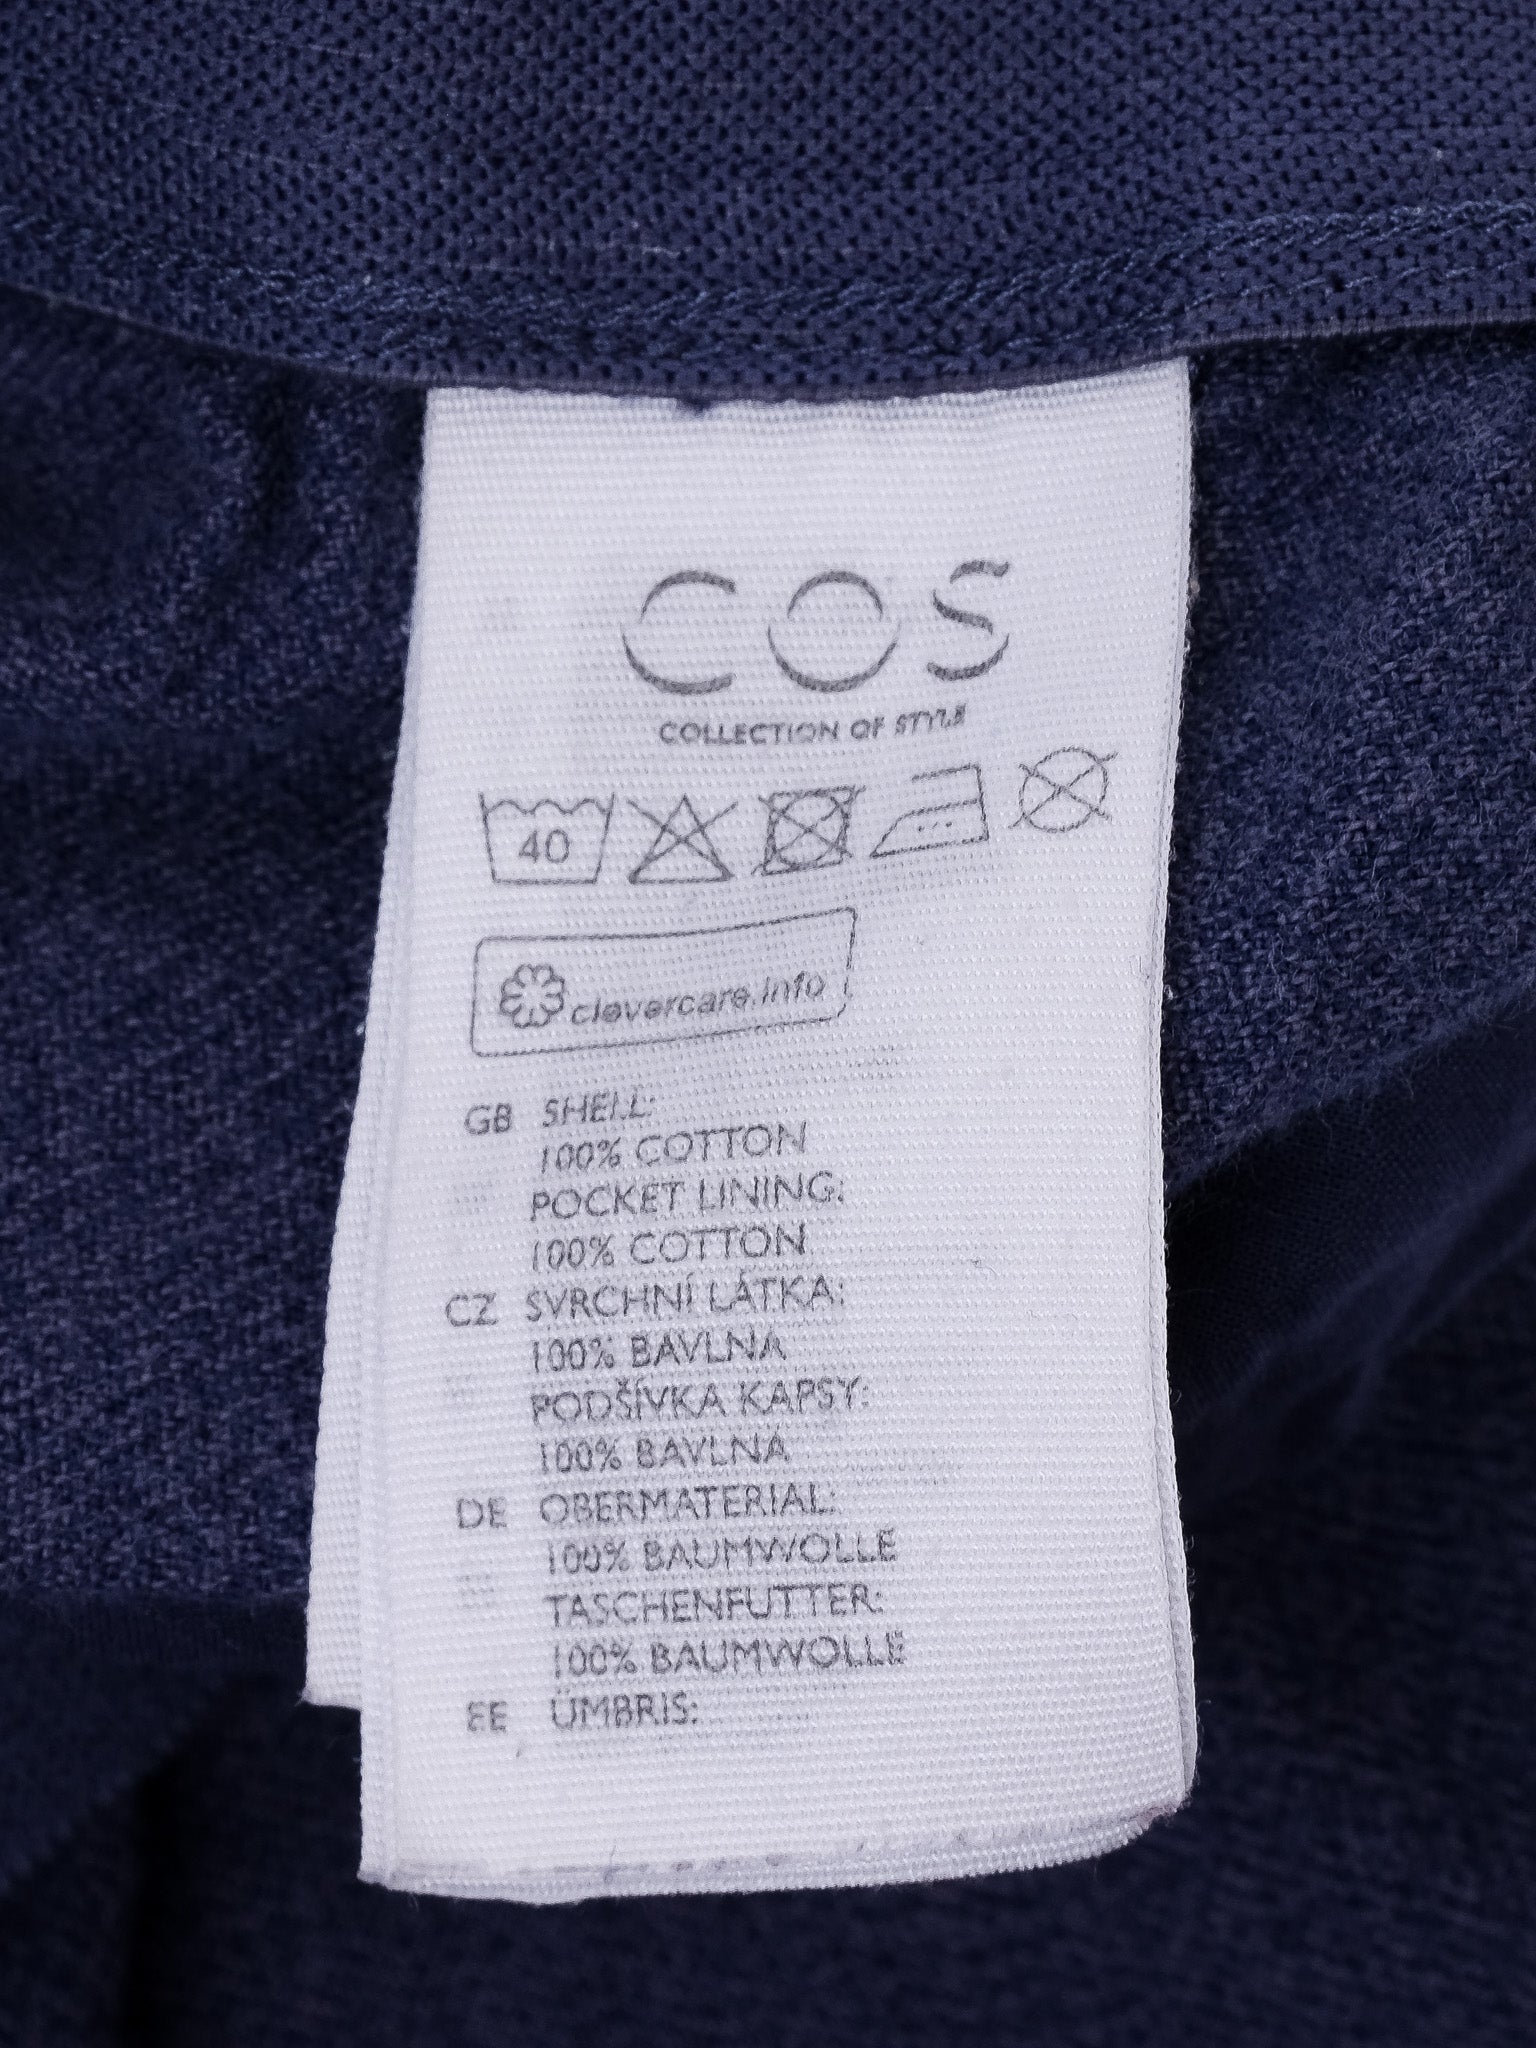 COS
COLLECTION OF STYLE
40
clevercare.info
GB SHELL:
100% COTTON
POCKET LINING:
100% COTTON
CZ SVRCHNÍ LÁTKA:
100% BAVLNA
PODŠÍVKA KAPSY:
100% BAVLNA
DE OBERMATERIAL:
100% BAUMWOLLE
TASCHENFUTTER:
100% BAUMWOLLE
EE ÜMBRIS: